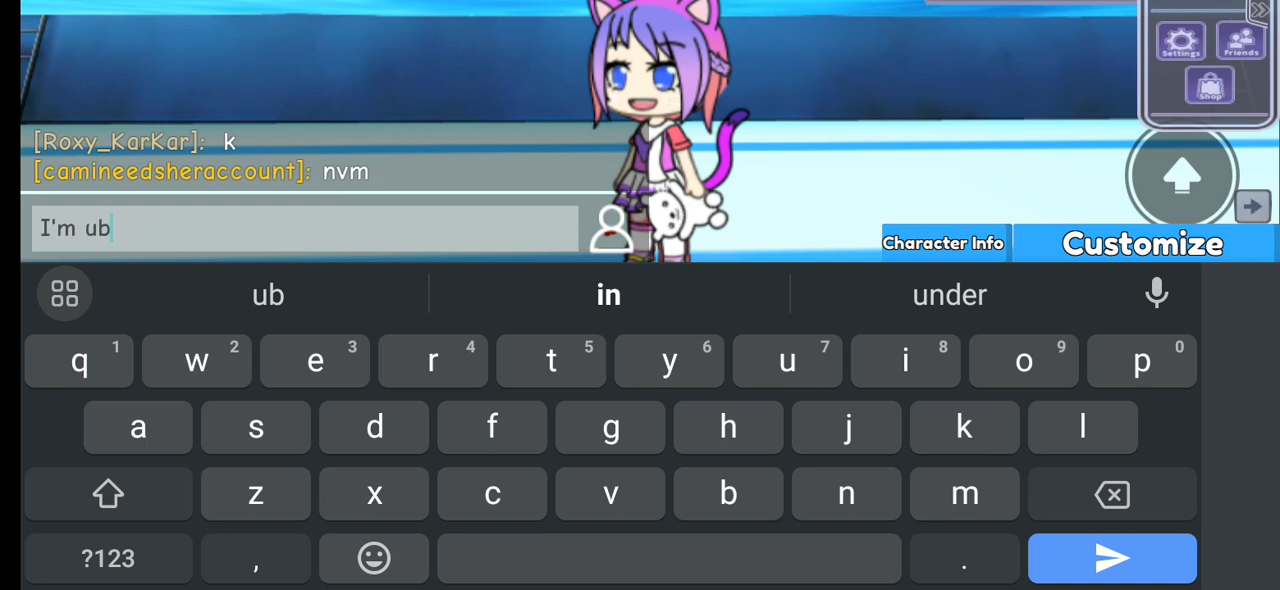 Settings
Friends
Shop
[Roxy_KarKar]: k
[camineedsheraccount]: nvm
I'm ub
Character Info
Customize
ub
in
under
q 1 w 2 e 3 r 4 t 5 y 6 u 7 i 8 o 9 p 0
a s d f g h j k l
z x c v b n m
?123 , .